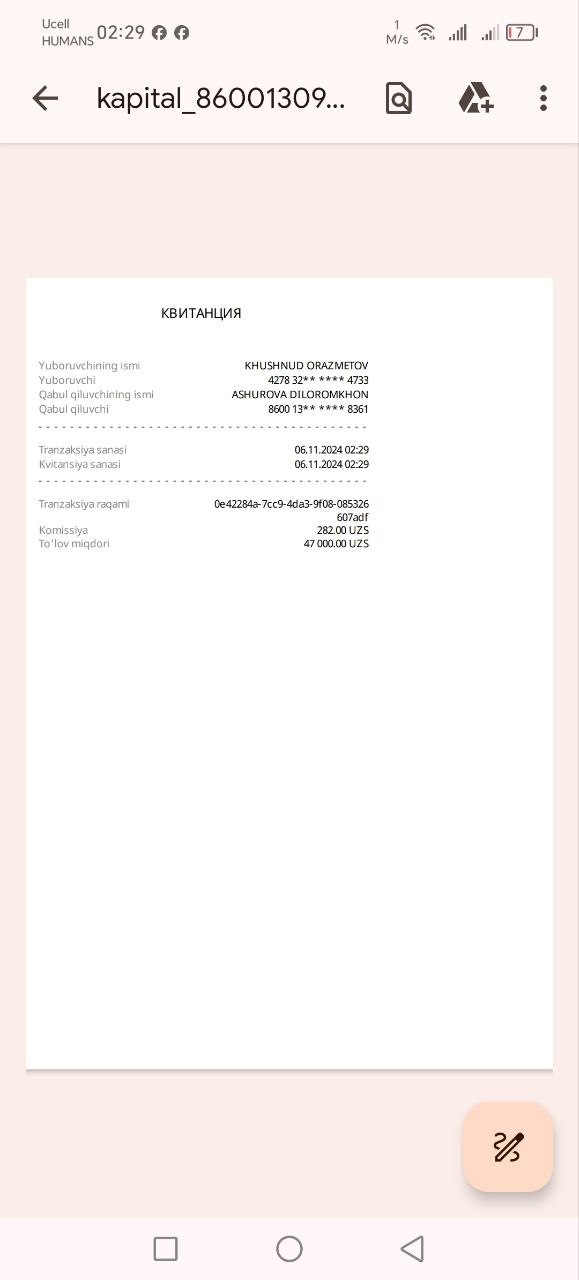 Ucell
HUMANS
02:29
1
M/s
7
kapital_86001309...
КВИТАНЦИЯ
Yuboruvchining ismi KHUSHNUD ORAZMETOV
Yuboruvchi 4278 32** **** 4733
Qabul qiluvchining ismi ASHUROVA DILOROMKHON
Qabul qiluvchi 8600 13** **** 8361
Tranzaksiya sanasi 06.11.2024 02:29
Kvitansiya sanasi 06.11.2024 02:29
Tranzaksiya raqami 0e42284a-7cc9-4da3-9f08-085326
607adf
Komissiya 282.00 UZS
To'lov miqdori 47 000.00 UZS